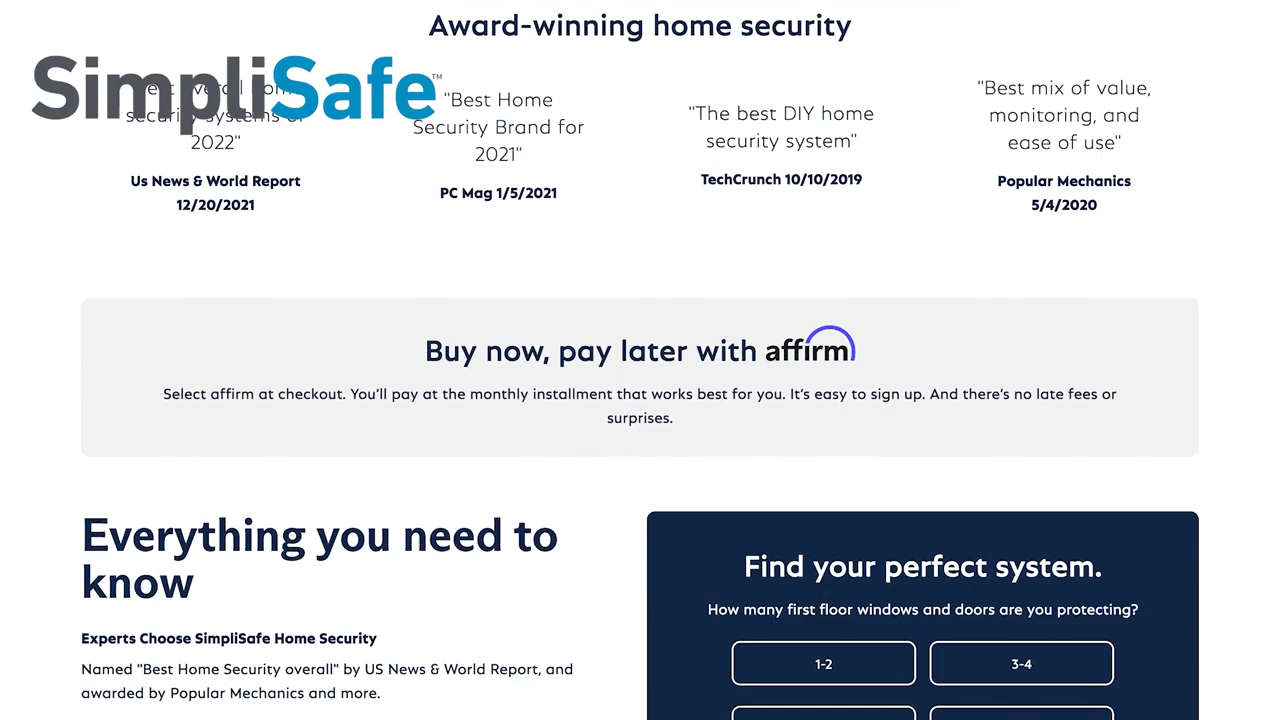 Award-winning home security
SimpliSafe™
security systems of
2022"
Us News & World Report
12/20/2021
"Best Home
Security Brand for
2021"
PC Mag 1/5/2021
"The best DIY home
security system"
TechCrunch 10/10/2019
"Best mix of value,
monitoring, and
ease of use"
Popular Mechanics
5/4/2020
Buy now, pay later with affirm
Select affirm at checkout. You’ll pay at the monthly installment that works best for you. It’s easy to sign up. And there’s no late fees or
surprises.
Everything you need to
know
Experts Choose SimpliSafe Home Security
Named "Best Home Security overall" by US News & World Report, and
awarded by Popular Mechanics and more.
Find your perfect system.
How many first floor windows and doors are you protecting?
1-2
3-4